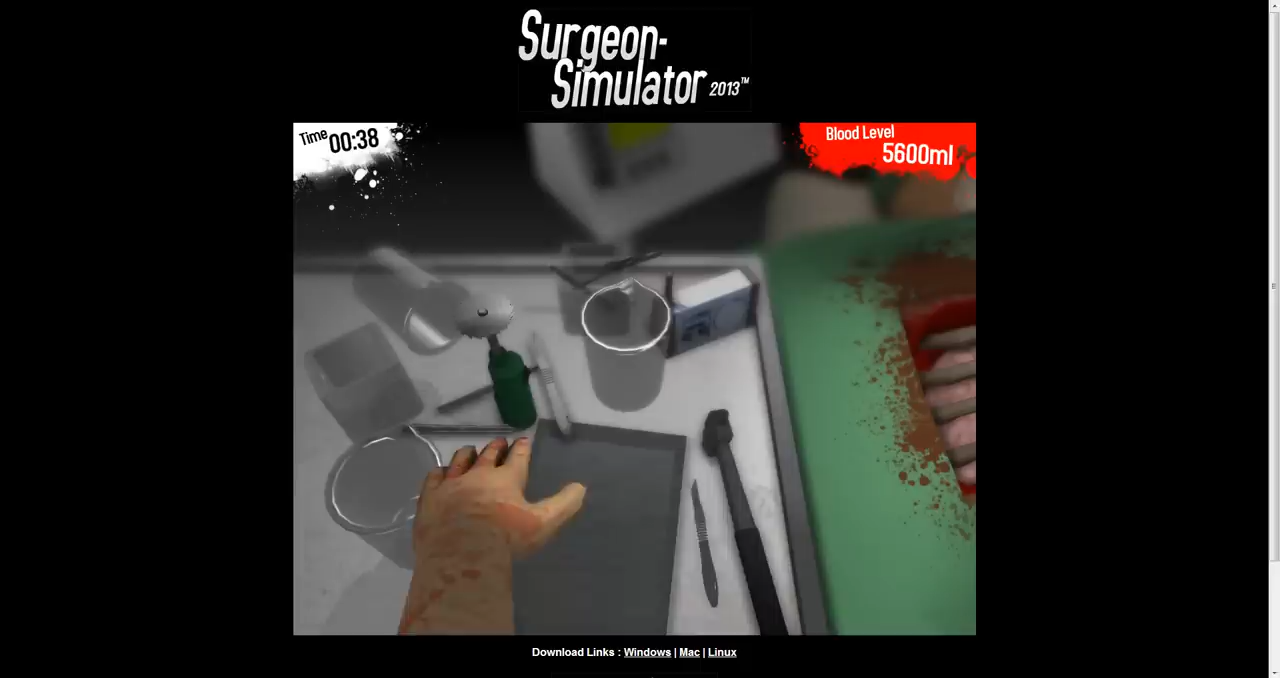 Surgeon-
Simulator 2013™
Time 00:38
Blood Level
5600ml
Download Links : Windows | Mac | Linux